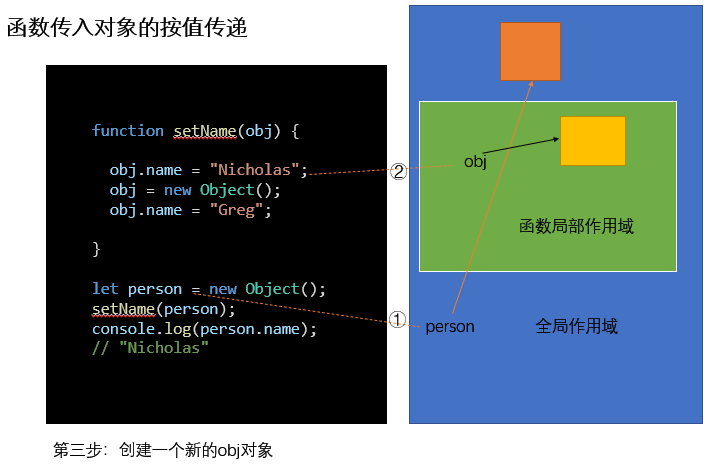 函数传入对象的按值传递
function setName(obj) {
obj.name = "Nicholas";
obj = new Object();
obj.name = "Greg";
}
let person = new Object();
setName(person);
console.log(person.name);
// "Nicholas"
②
①
obj
函数局部作用域
person
全局作用域
第三步：创建一个新的obj对象